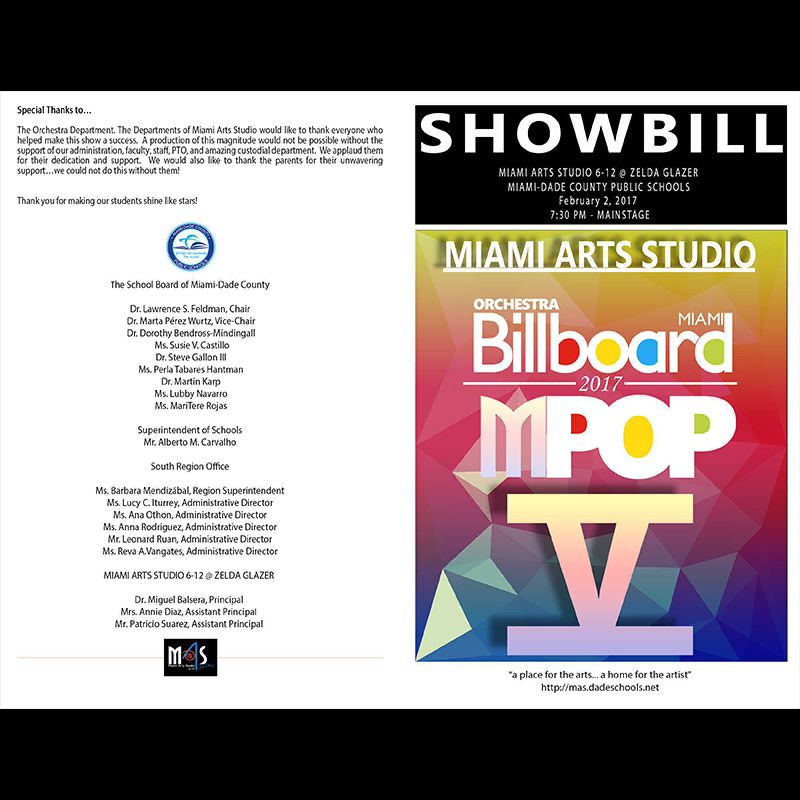 Special Thanks to…
The Orchestra Department. The Departments of Miami Arts Studio would like to thank everyone who
helped make this show a success. A production of this magnitude would not be possible without the
support of our administration, faculty, staff, PTO, and amazing custodial department. We applaud them
for their dedication and support. We would also like to thank the parents for their unwavering
support…we could not do this without them!
Thank you for making our students shine like stars!
The School Board of Miami-Dade County
Dr. Lawrence S. Feldman, Chair
Dr. Marta Pérez Wurtz, Vice-Chair
Dr. Dorothy Bendross-Mindingall
Ms. Susie V. Castillo
Dr. Steve Gallon III
Ms. Perla Tabares Hantman
Dr. Martin Karp
Ms. Lubby Navarro
Ms. MariTere Rojas
Superintendent of Schools
Mr. Alberto M. Carvalho
South Region Office
Ms. Barbara Mendizábal, Region Superintendent
Ms. Lucy C. Iturrey, Administrative Director
Ms. Ana Othon, Administrative Director
Ms. Anna Rodriguez, Administrative Director
Mr. Leonard Ruan, Administrative Director
Ms. Reva A.Vangates, Administrative Director
MIAMI ARTS STUDIO 6-12 @ ZELDA GLAZER
Dr. Miguel Balsera, Principal
Mrs. Annie Diaz, Assistant Principal
Mr. Patricio Suarez, Assistant Principal
MAS
SHOWBILL
MIAMI ARTS STUDIO 6-12 @ ZELDA GLAZER
MIAMI-DADE COUNTY PUBLIC SCHOOLS
February 2, 2017
7:30 PM - MAINSTAGE
MIAMI ARTS STUDIO
ORCHESTRA
MIAMI
Billboard
2017
MPOP
V
"a place for the arts... a home for the artist"
http://mas.dadeschools.net